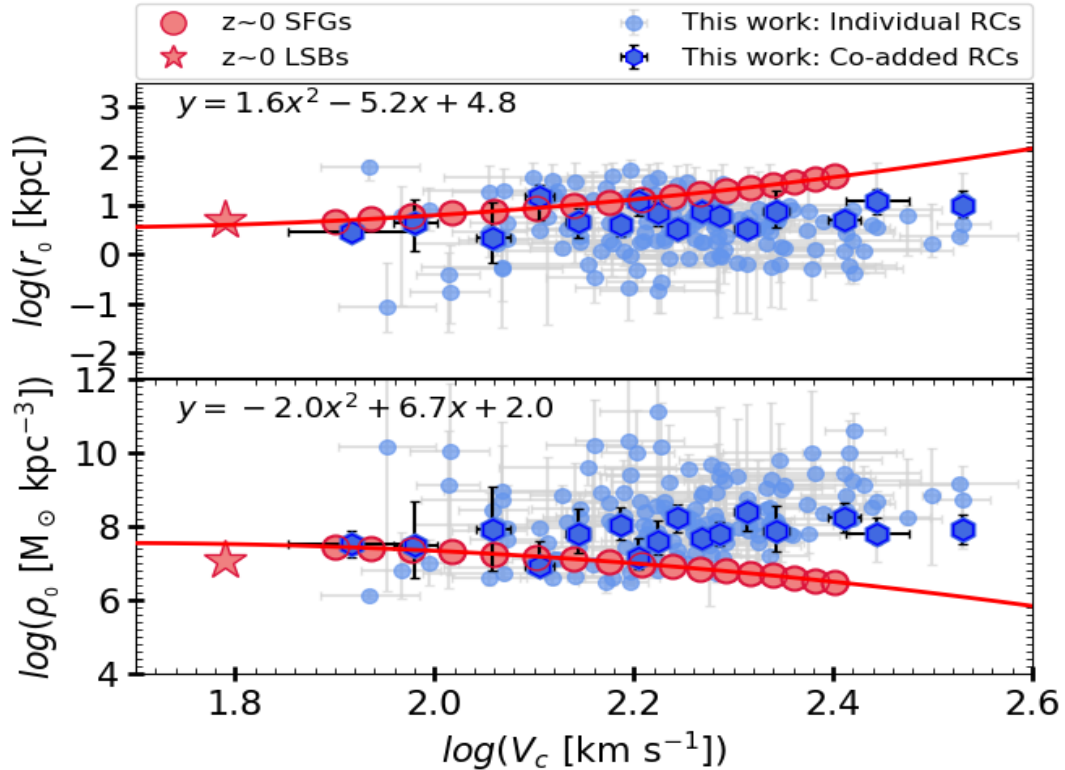 z~0 SFGs
z~0 LSBs
This work: Individual RCs
This work: Co-added RCs
y = 1.6x² − 5.2x + 4.8
3
2
1
0
−1
−2
log(r₀ [kpc])
y = −2.0x² + 6.7x + 2.0
12
10
8
6
4
log(ρ₀ [M⊙ kpc⁻³])
1.8 2.0 2.2 2.4 2.6
log(V_c [km s⁻¹])